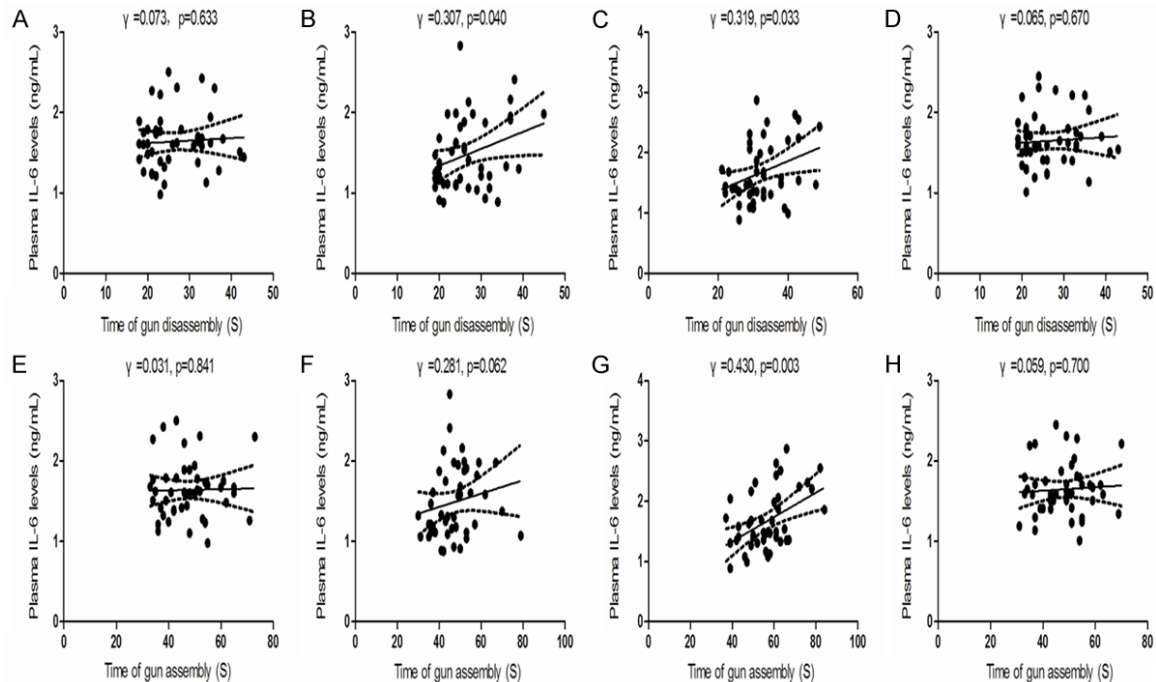 A γ =0.073, p=0.633
B γ =0.307, p=0.040
C γ =0.319, p=0.033
D γ =0.065, p=0.670
Plasma IL-6 levels (ng/mL)
3
2
1
0
0 10 20 30 40 50
Time of gun disassembly (S)
Plasma IL-6 levels (ng/mL)
3
2
1
0
0 10 20 30 40 50
Time of gun disassembly (S)
Plasma IL-6 levels (ng/mL)
4
3
2
1
0
0 20 40 60
Time of gun disassembly (S)
Plasma IL-6 levels (ng/mL)
3
2
1
0
0 10 20 30 40 50
Time of gun disassembly (S)
E γ =0.031, p=0.841
F γ =0.281, p=0.062
G γ =0.430, p=0.003
H γ =0.059, p=0.700
Plasma IL-6 levels (ng/mL)
3
2
1
0
0 20 40 60 80
Time of gun assembly (S)
Plasma IL-6 levels (ng/mL)
3
2
1
0
0 20 40 60 80 100
Time of gun assembly (S)
Plasma IL-6 levels (ng/mL)
4
3
2
1
0
0 20 40 60 80 100
Time of gun assembly (S)
Plasma IL-6 levels (ng/mL)
3
2
1
0
0 20 40 60 80
Time of gun assembly (S)